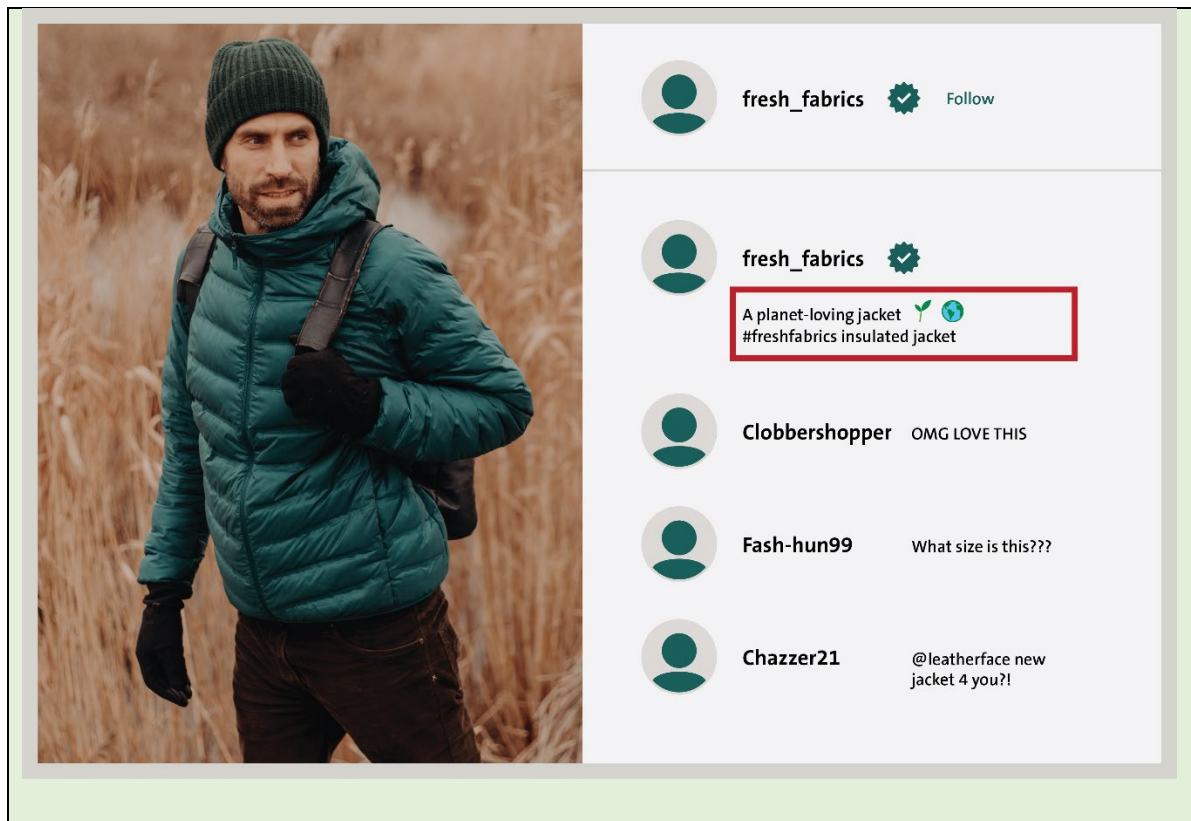 fresh_fabrics Follow
fresh_fabrics
A planet-loving jacket 🌱 🌎
#freshfabrics insulated jacket
Clobbershopper OMG LOVE THIS
Fash-hun99 What size is this???
Chazzer21 @leatherface new
jacket 4 you?!